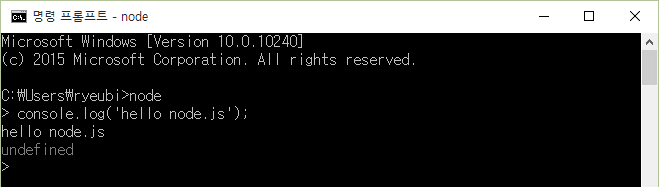 명령 프롬프트 - node
Microsoft Windows [Version 10.0.10240]
(c) 2015 Microsoft Corporation. All rights reserved.
C:₩Users₩ryeubi>node
> console.log('hello node.js');
hello node.js
undefined
>